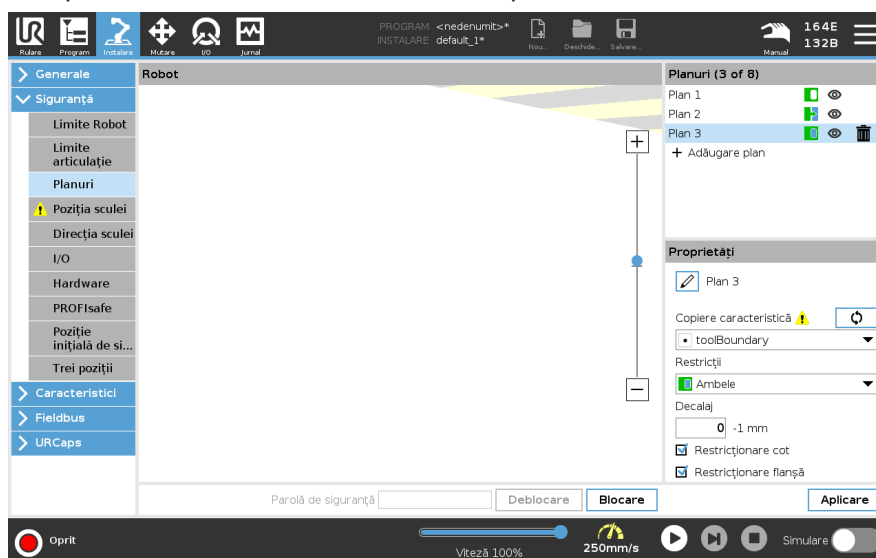 PROGRAM <nedenumit>*
INSTALARE default_1*
164E
132B
Rulare Program Instalare Mutare I/O Jurnal Nou... Deschide... Salvare... Manual
Generale
Siguranță
Limite Robot
Limite
articulație
Planuri
Poziția sculei
Direcția sculei
I/O
Hardware
PROFIsafe
Poziție
inițială de si...
Trei poziții
Caracteristici
Fieldbus
URCaps
Robot
Planuri (3 of 8)
Plan 1
Plan 2
Plan 3
+ Adăugare plan
Proprietăți
Plan 3
Copiere caracteristică
toolBoundary
Restricții
Ambele
Decalaj
0 -1 mm
Restricționare cot
Restricționare flanșă
Parolă de siguranță Deblocare Blocare Aplicare
Oprit
Viteză 100%
250mm/s
Simulare